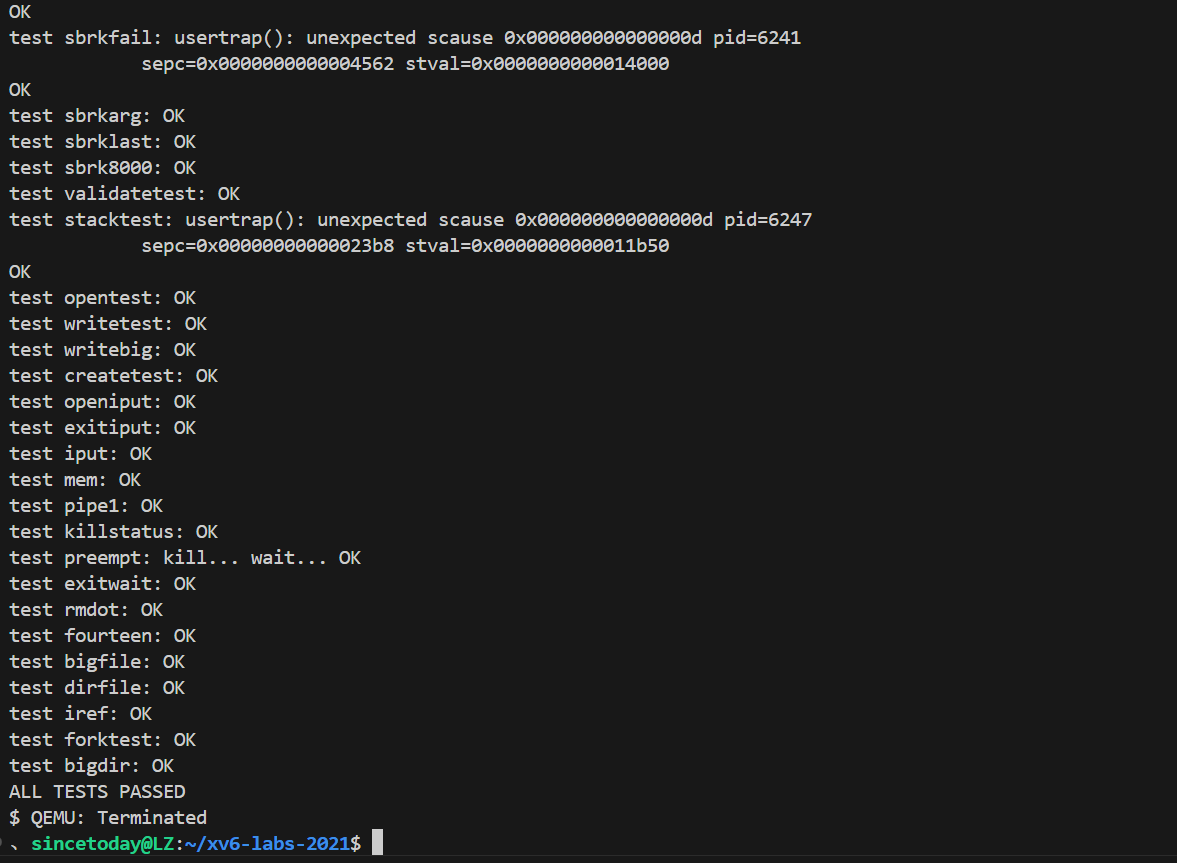 OK
test sbrkfail: usertrap(): unexpected scause 0x000000000000000d pid=6241
            sepc=0x0000000000004562 stval=0x0000000000014000
OK
test sbrkarg: OK
test sbrklast: OK
test sbrk8000: OK
test validatetest: OK
test stacktest: usertrap(): unexpected scause 0x000000000000000d pid=6247
            sepc=0x00000000000023b8 stval=0x0000000000011b50
OK
test opentest: OK
test writetest: OK
test writebig: OK
test createtest: OK
test openiput: OK
test exitiput: OK
test iput: OK
test mem: OK
test pipe1: OK
test killstatus: OK
test preempt: kill... wait... OK
test exitwait: OK
test rmdot: OK
test fourteen: OK
test bigfile: OK
test dirfile: OK
test iref: OK
test forktest: OK
test bigdir: OK
ALL TESTS PASSED
$ QEMU: Terminated
、sincetoday@LZ:~/xv6-labs-2021$